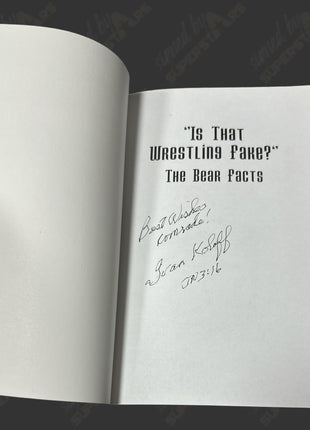 "Is That
Wrestling Fake?"
The Bear Facts
Best Wishes
comrade!
Ivan Koloff
JN 3:16